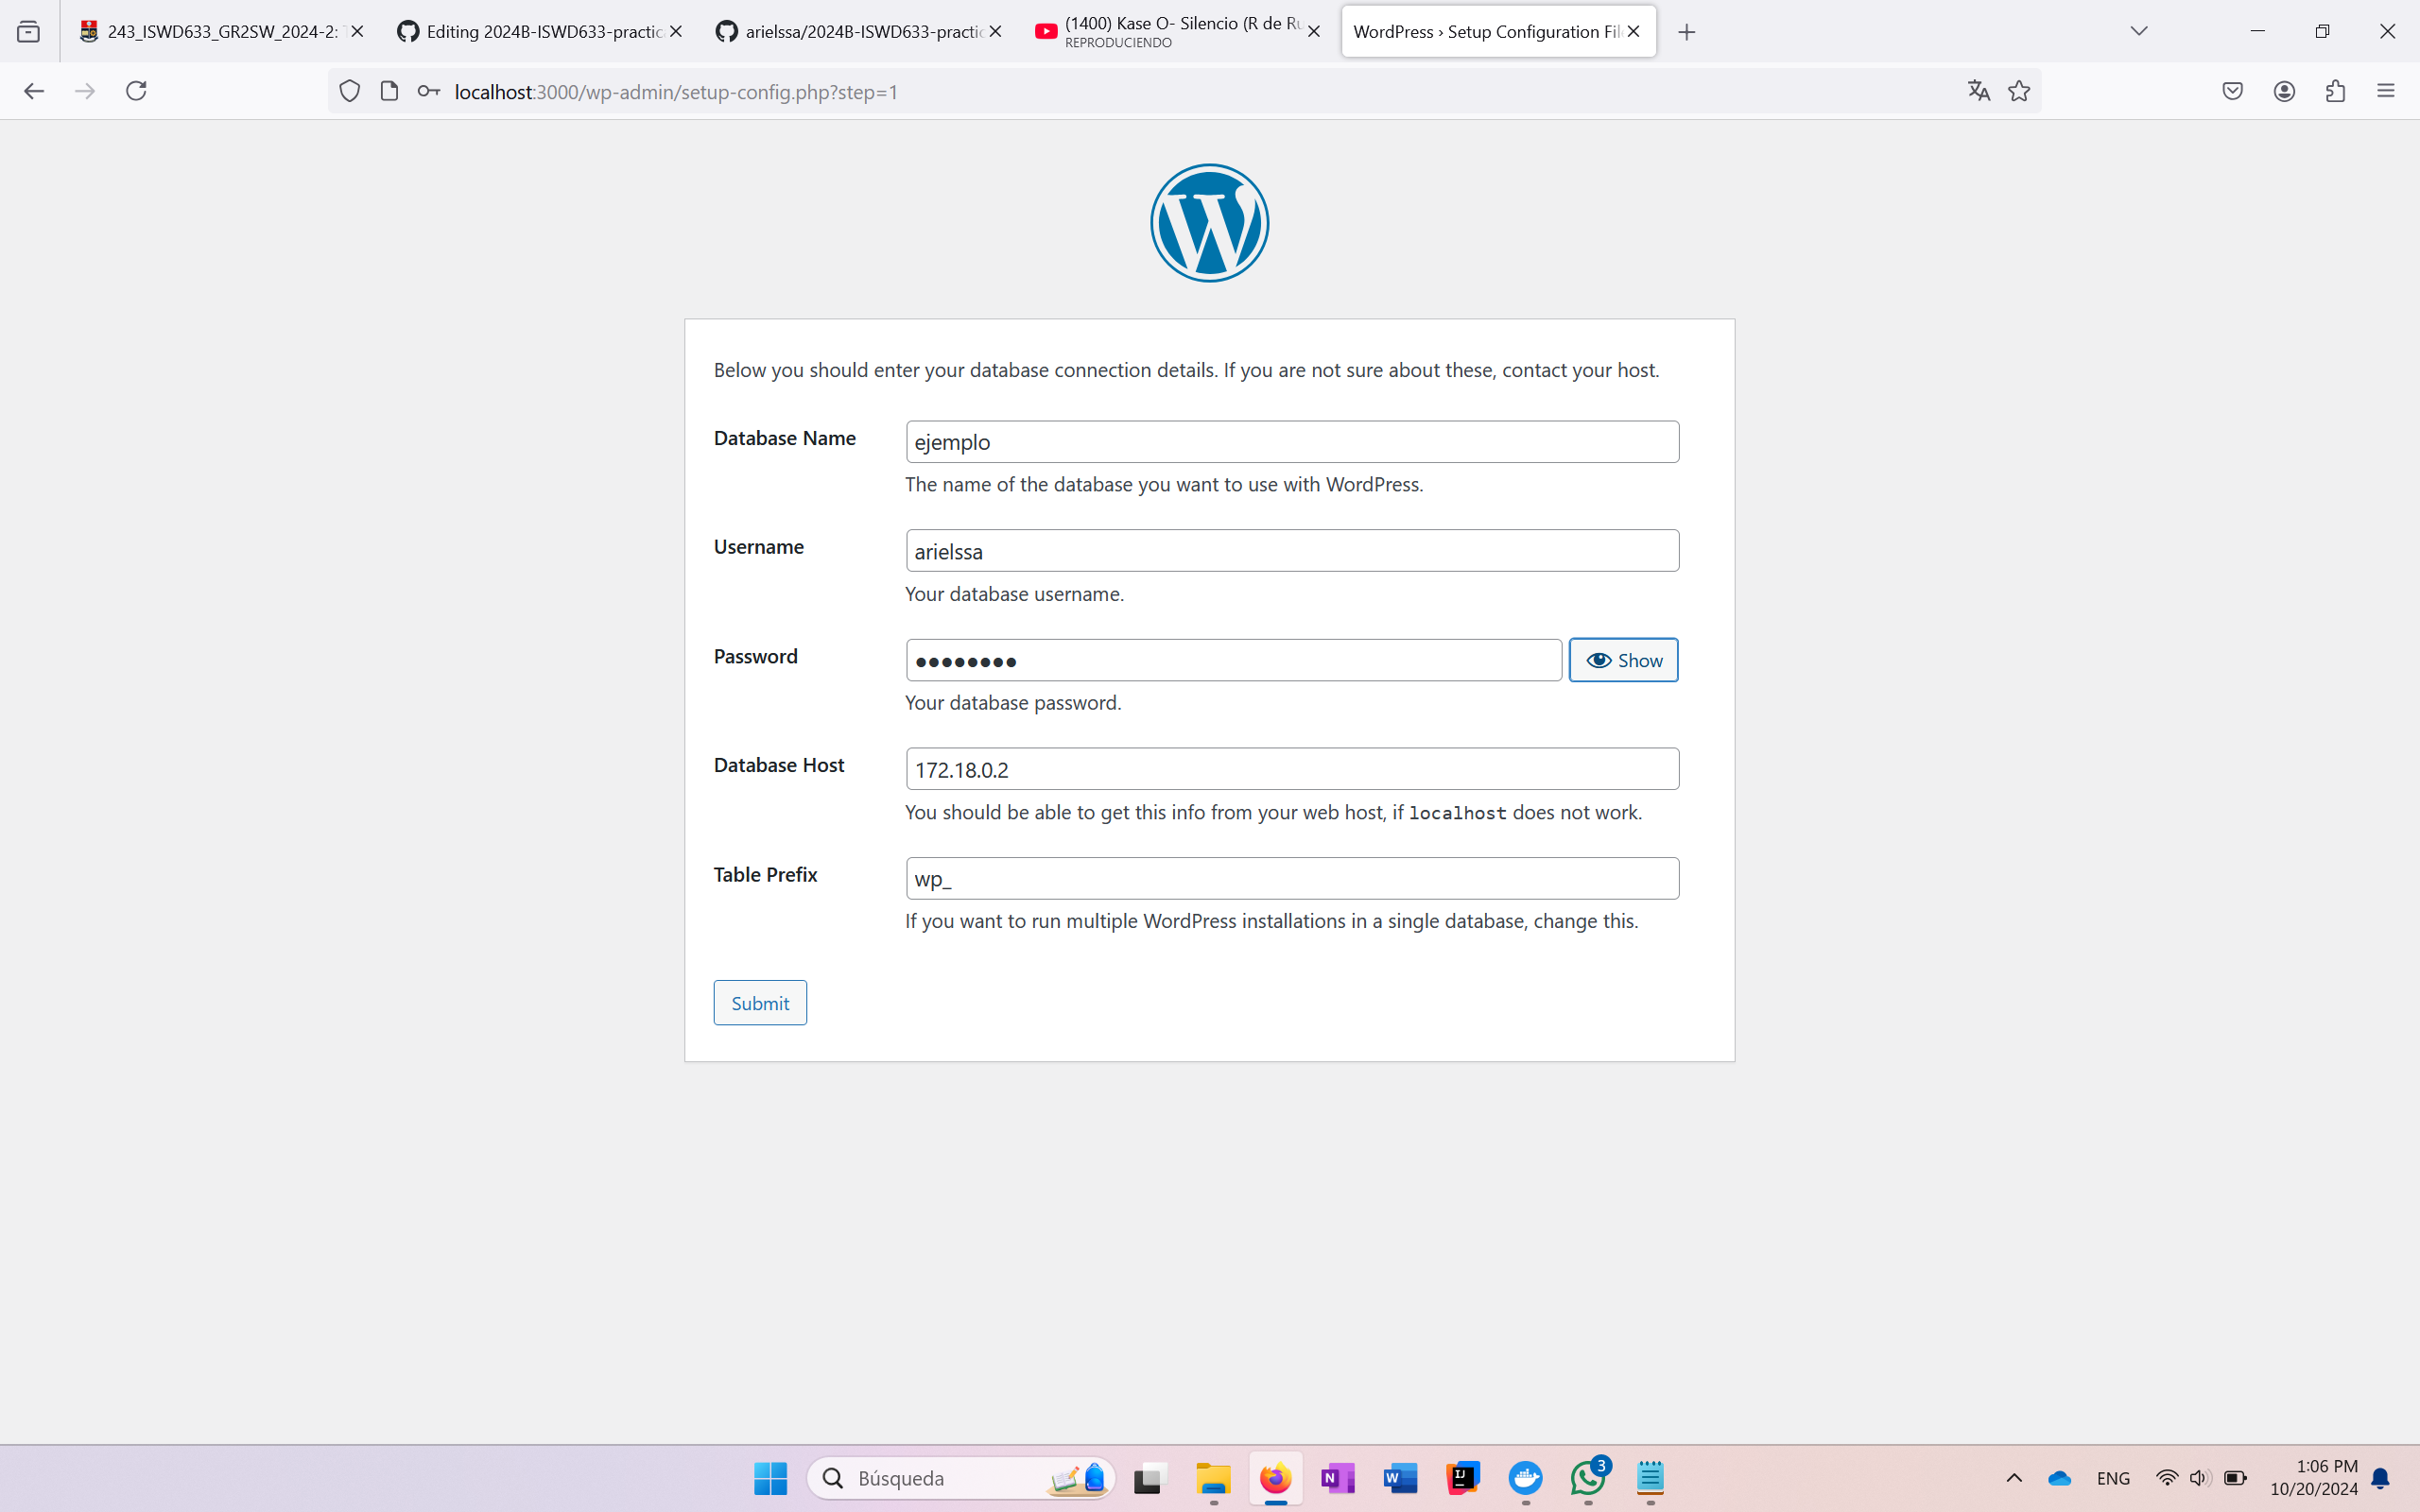 243_ISWD633_GR2SW_2024-2:
Editing 2024B-ISWD633-practic
arielssa/2024B-ISWD633-practic
(1400) Kase O- Silencio (R de Ru
REPRODUCIENDO
WordPress › Setup Configuration Fil
localhost:3000/wp-admin/setup-config.php?step=1
Below you should enter your database connection details. If you are not sure about these, contact your host.
Database Name
ejemplo
The name of the database you want to use with WordPress.
Username
arielssa
Your database username.
Password
●●●●●●●●
Show
Your database password.
Database Host
172.18.0.2
You should be able to get this info from your web host, if localhost does not work.
Table Prefix
wp_
If you want to run multiple WordPress installations in a single database, change this.
Submit
Búsqueda
3
ENG
1:06 PM
10/20/2024